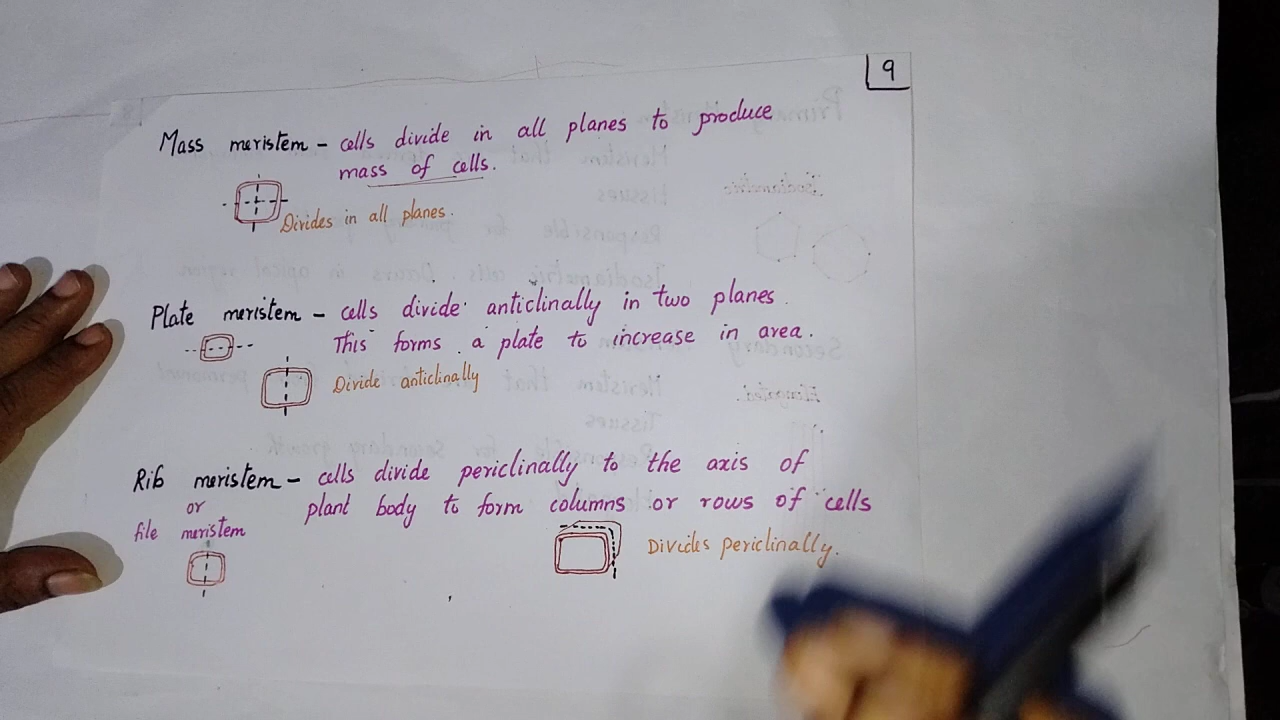 9
Mass meristem – cells divide in all planes to produce
mass of cells.
Divides in all planes.
Plate meristem – cells divide anticlinally in two planes.
This forms a plate to increase in area.
Divide anticlinally
Rib meristem – cells divide periclinally to the axis of
or
plant body to form columns or rows of cells
file meristem
Divides periclinally.